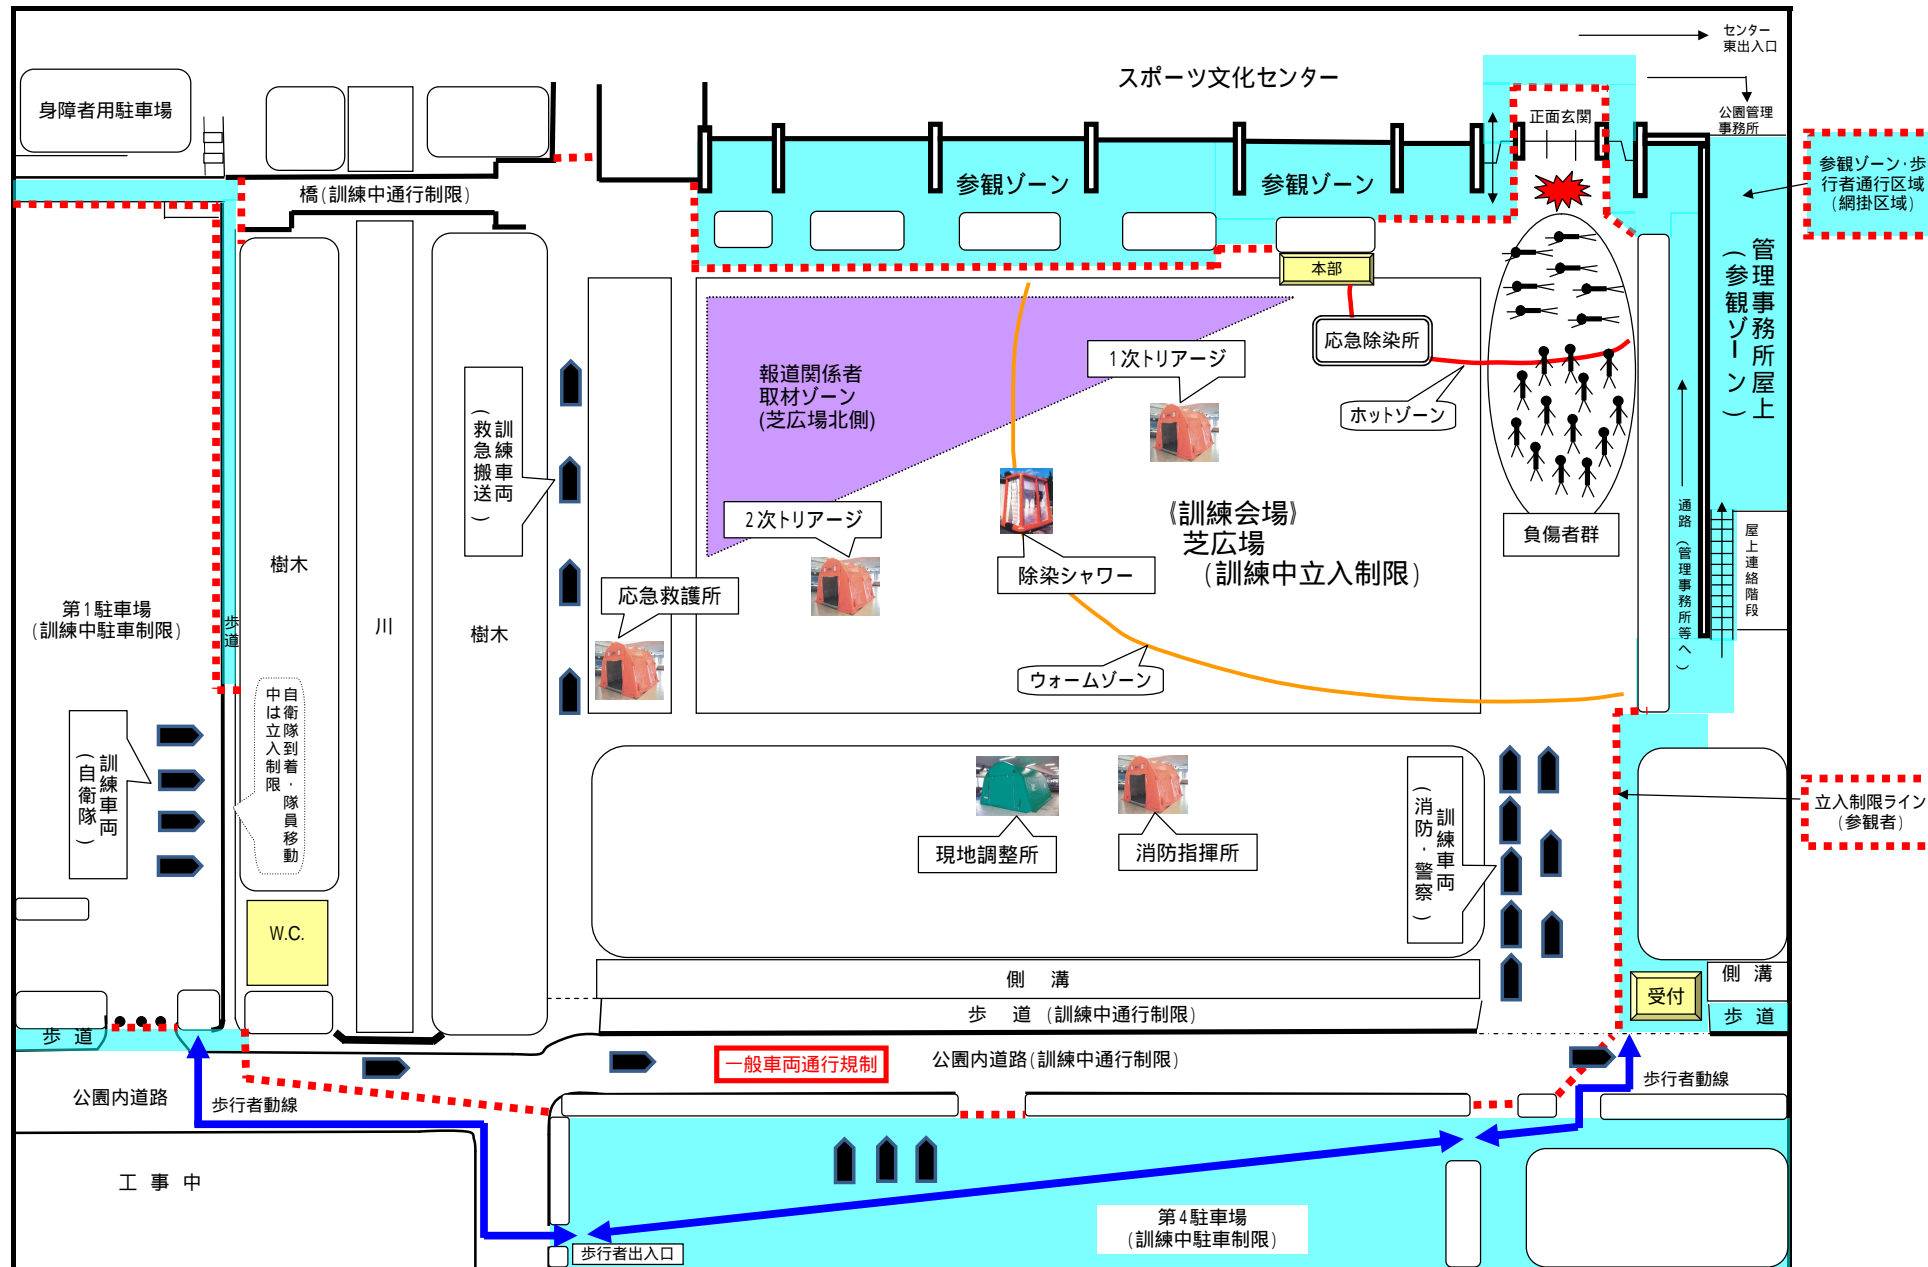 センター
東出入口
スポーツ文化センター
身障者用駐車場
正面玄関
公園管理
事務所
参観ゾーン・歩
行者通行区域
(網掛区域)
橋(訓練中通行制限)
参観ゾーン
参観ゾーン
管理事務所屋上
(参観ゾーン)
本部
応急除染所
1次トリアージ
報道関係者
取材ゾーン
(芝広場北側)
ホットゾーン
訓練車両
(救急搬送)
2次トリアージ
《訓練会場》
芝広場
(訓練中立入制限)
負傷者群
通路(管理事務所等へ)
屋上連絡階段
樹木
川
樹木
除染シャワー
応急救護所
第1駐車場
(訓練中駐車制限)
歩道
ウォームゾーン
自衛隊到着・隊員移動
中は立入制限
訓練車両
(自衛隊)
訓練車両
(消防・警察)
立入制限ライン
(参観者)
現地調整所
消防指揮所
W.C.
側 溝
側 溝
受付
歩 道 (訓練中通行制限)
歩 道
歩 道
一般車両通行規制
公園内道路(訓練中通行制限)
歩行者動線
公園内道路
歩行者動線
工 事 中
第4駐車場
(訓練中駐車制限)
歩行者出入口